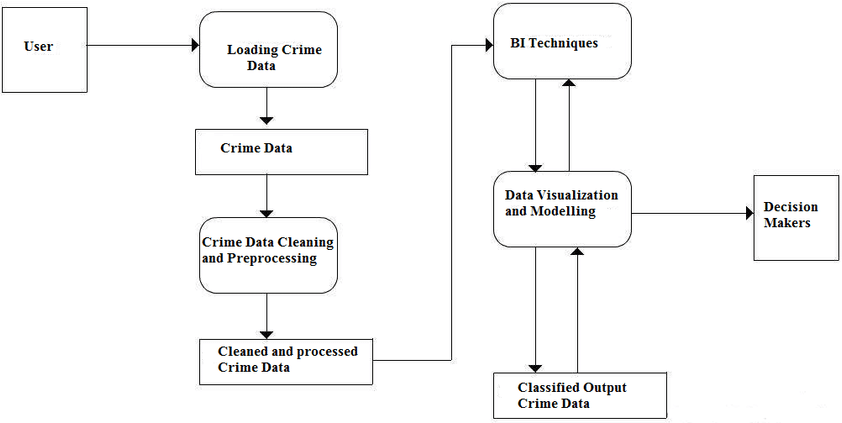 User
Loading Crime
Data
Crime Data
Crime Data Cleaning
and Preprocessing
Cleaned and processed
Crime Data
BI Techniques
Data Visualization
and Modelling
Decision
Makers
Classified Output
Crime Data